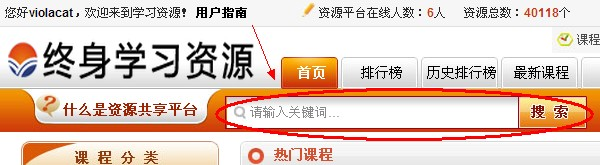 您好violacat，欢迎来到学习资源！ 用户指南 资源平台在线人数：6人 资源总数：40118个
课程
终身学习资源
首页 排行榜 历史排行榜 最新课程
什么是资源共享平台 请输入关键词... 搜 索
课 程 分 类 热门课程